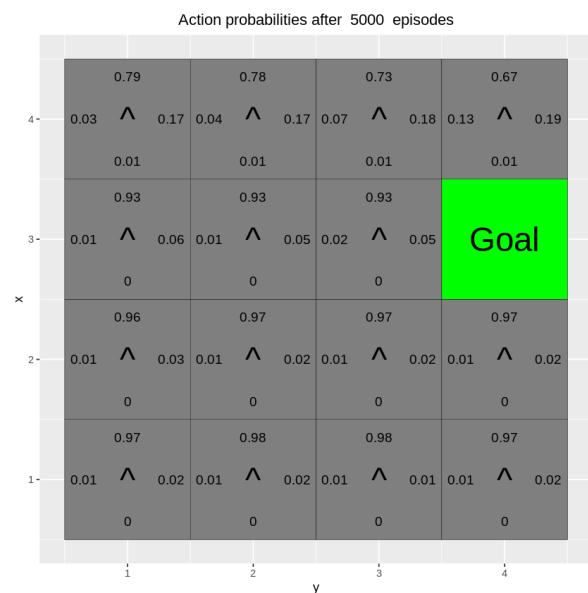 Action probabilities after 5000 episodes
0.79 0.78 0.73 0.67
4 0.03 ^ 0.17 0.04 ^ 0.17 0.07 ^ 0.18 0.13 ^ 0.19
0.01 0.01 0.01 0.01
0.93 0.93 0.93
3 0.01 ^ 0.06 0.01 ^ 0.05 0.02 ^ 0.05 Goal
0 0 0
x
0.96 0.97 0.97 0.97
2 0.01 ^ 0.03 0.01 ^ 0.02 0.01 ^ 0.02 0.01 ^ 0.02
0 0 0 0
0.97 0.98 0.98 0.97
1 0.01 ^ 0.02 0.01 ^ 0.02 0.01 ^ 0.01 0.01 ^ 0.02
0 0 0 0
1 2 3 4
y